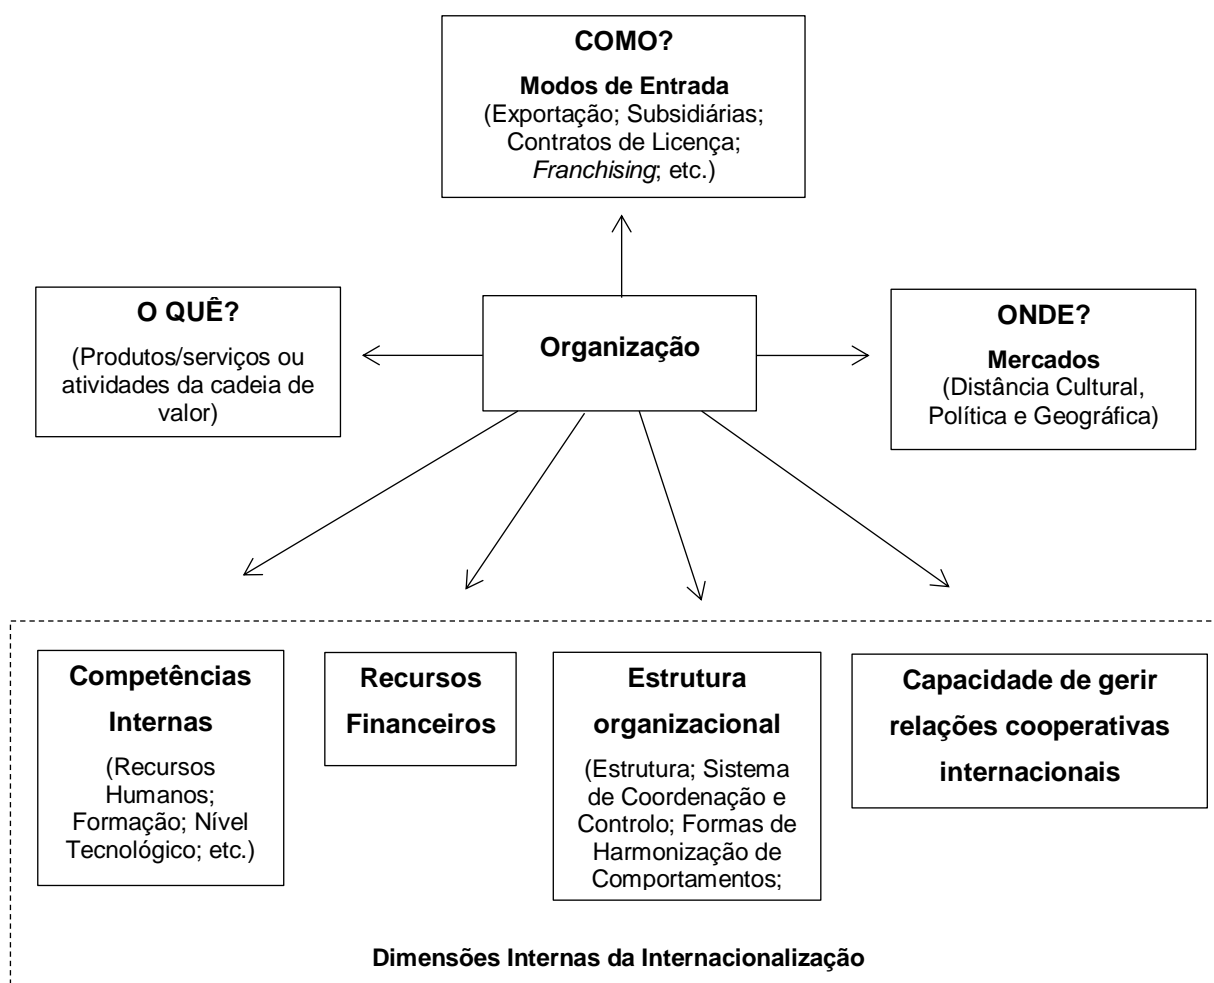 COMO?
Modos de Entrada
(Exportação; Subsidiárias;
Contratos de Licença;
Franchising; etc.)
O QUÊ?
(Produtos/serviços ou
atividades da cadeia de
valor)
Organização
ONDE?
Mercados
(Distância Cultural,
Política e Geográfica)
Competências
Internas
(Recursos
Humanos;
Formação; Nível
Tecnológico; etc.)
Recursos
Financeiros
Estrutura
organizacional
(Estrutura; Sistema
de Coordenação e
Controlo; Formas de
Harmonização de
Comportamentos;
Capacidade de gerir
relações cooperativas
internacionais
Dimensões Internas da Internacionalização